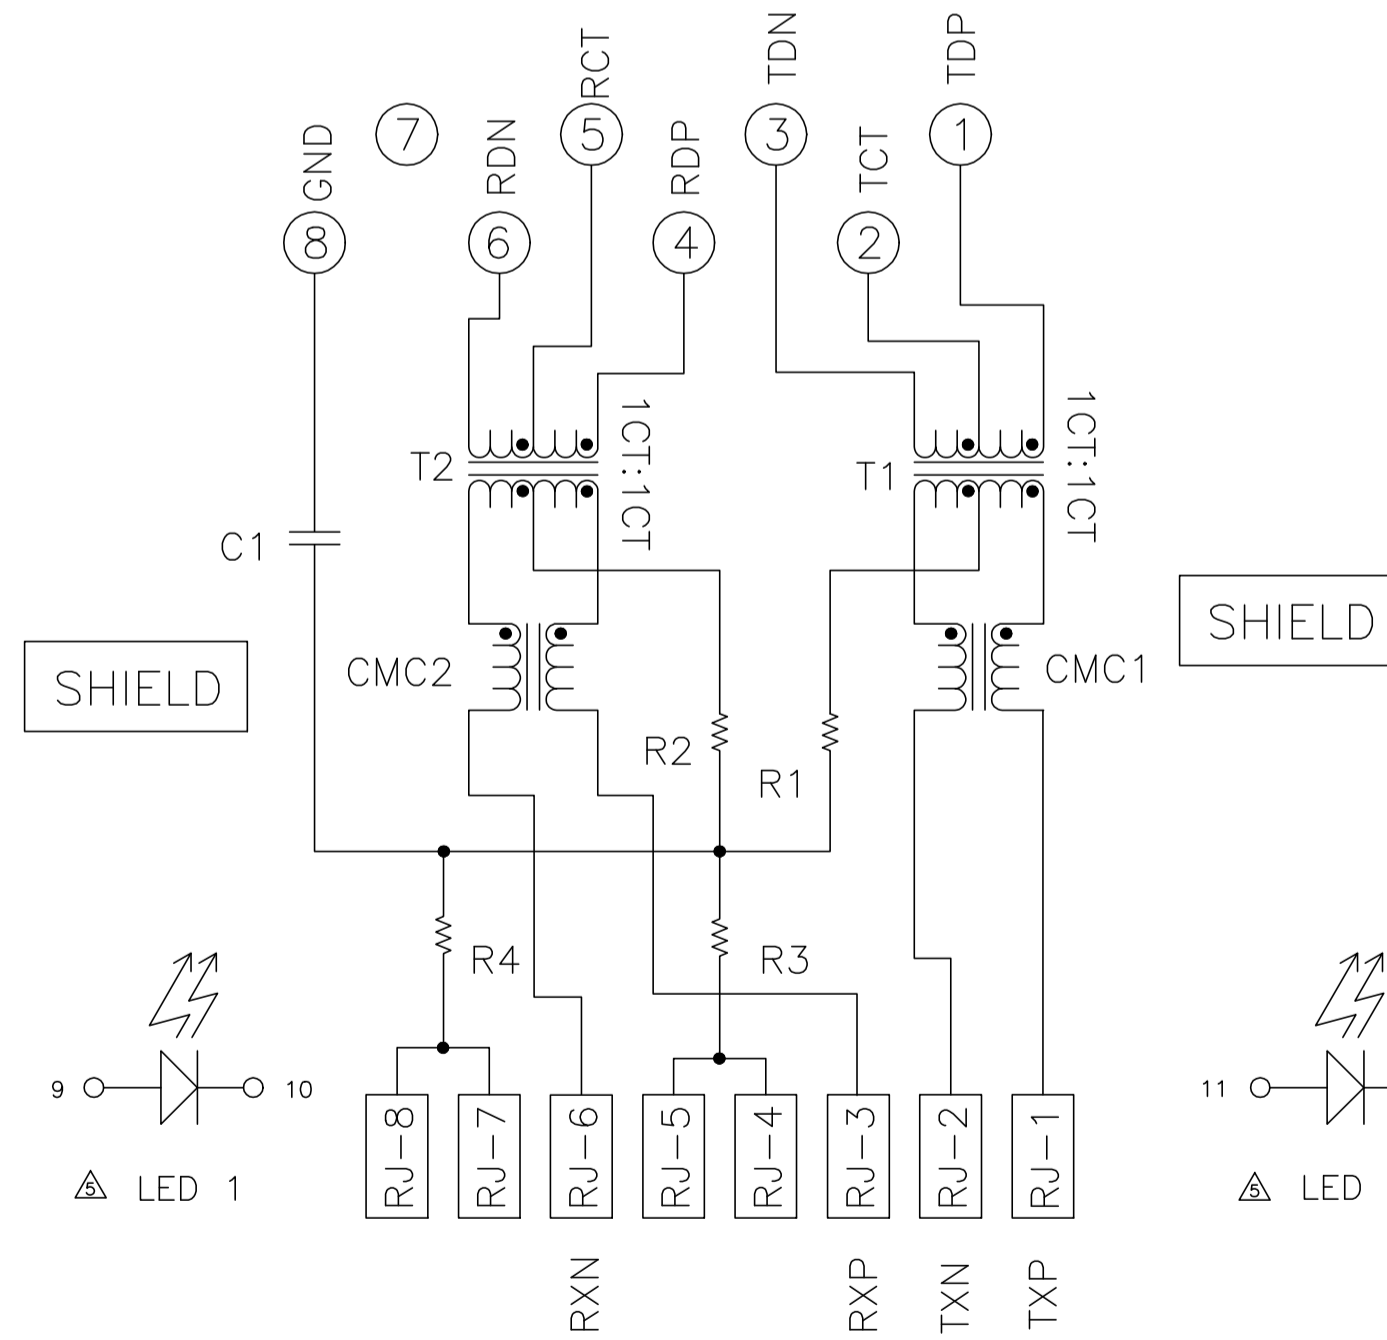 TDN
TDP
RCT
GND
7
RDN
5
RDP
3
TCT
1
8
6
4
2
1CT:1CT
1CT:1CT
T2
T1
C1
SHIELD
SHIELD
CMC2
CMC1
R2
R1
R4
R3
9
10
11
RJ-8
RJ-7
RJ-6
RJ-5
RJ-4
RJ-3
RJ-2
RJ-1
5 LED 1
5 LED
RXN
RXP
TXN
TXP